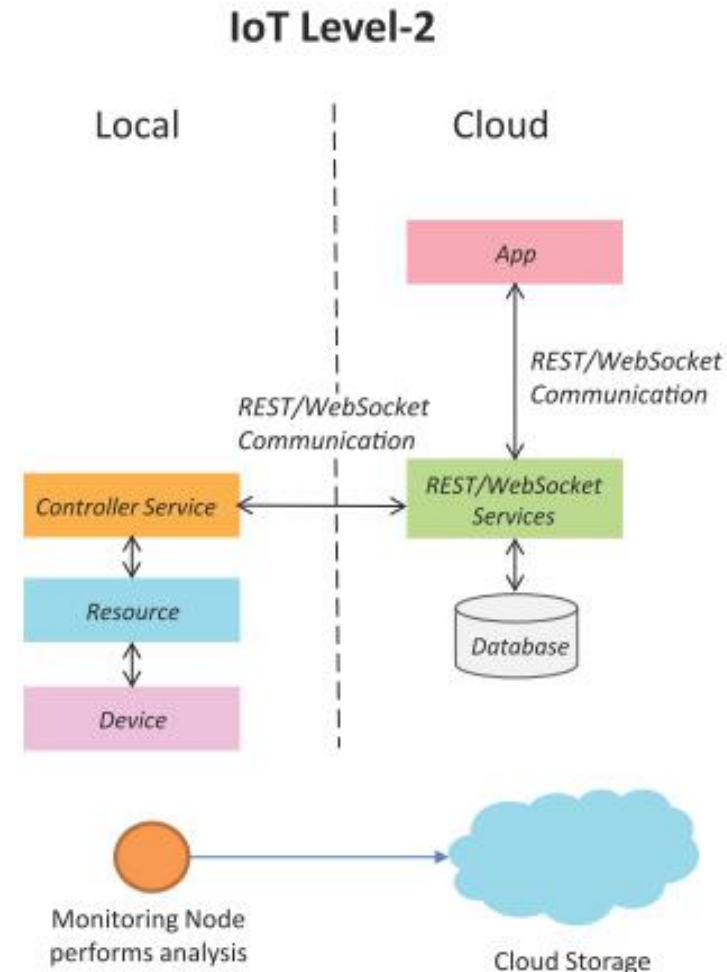 IoT Level-2
Local
Cloud
App
REST/WebSocket
Communication
REST/WebSocket
Communication
Controller Service
REST/WebSocket
Services
Resource
Database
Device
Monitoring Node
performs analysis
Cloud Storage